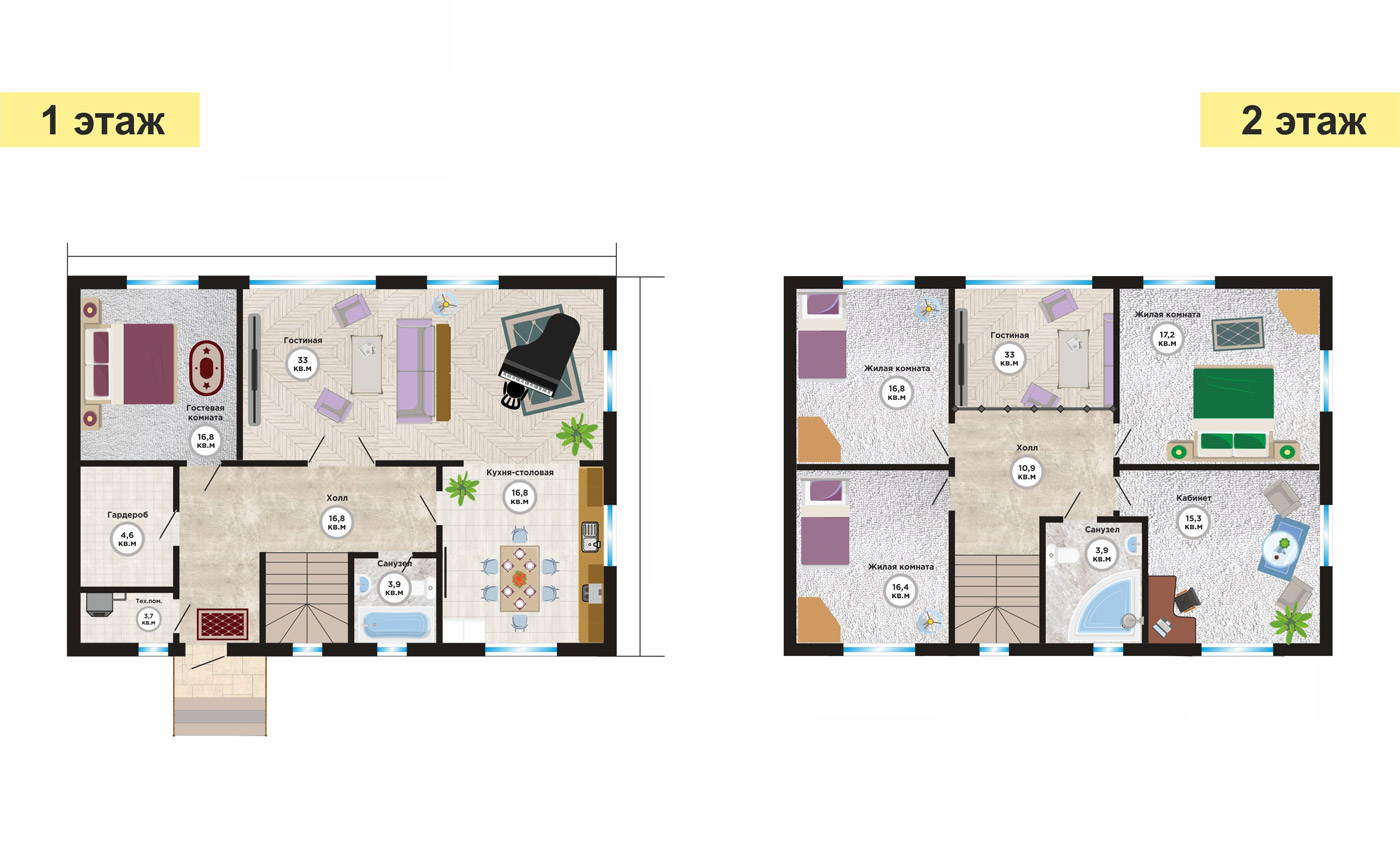 1 этаж
2 этаж
Гостиная
33
КВ.М
Гостевая
комната
16,8
КВ.М
Кухня-столовая
16,8
КВ.М
Холл
16,8
КВ.М
Гардероб
4,6
КВ.М
Санузел
3,9
КВ.М
Тех.пом.
3,7
КВ.М
Жилая комната
16,8
КВ.М
Гостиная
33
КВ.М
Жилая комната
17,2
КВ.М
Холл
10,9
КВ.М
Кабинет
15,3
КВ.М
Санузел
3,9
КВ.М
Жилая комната
16,4
КВ.М